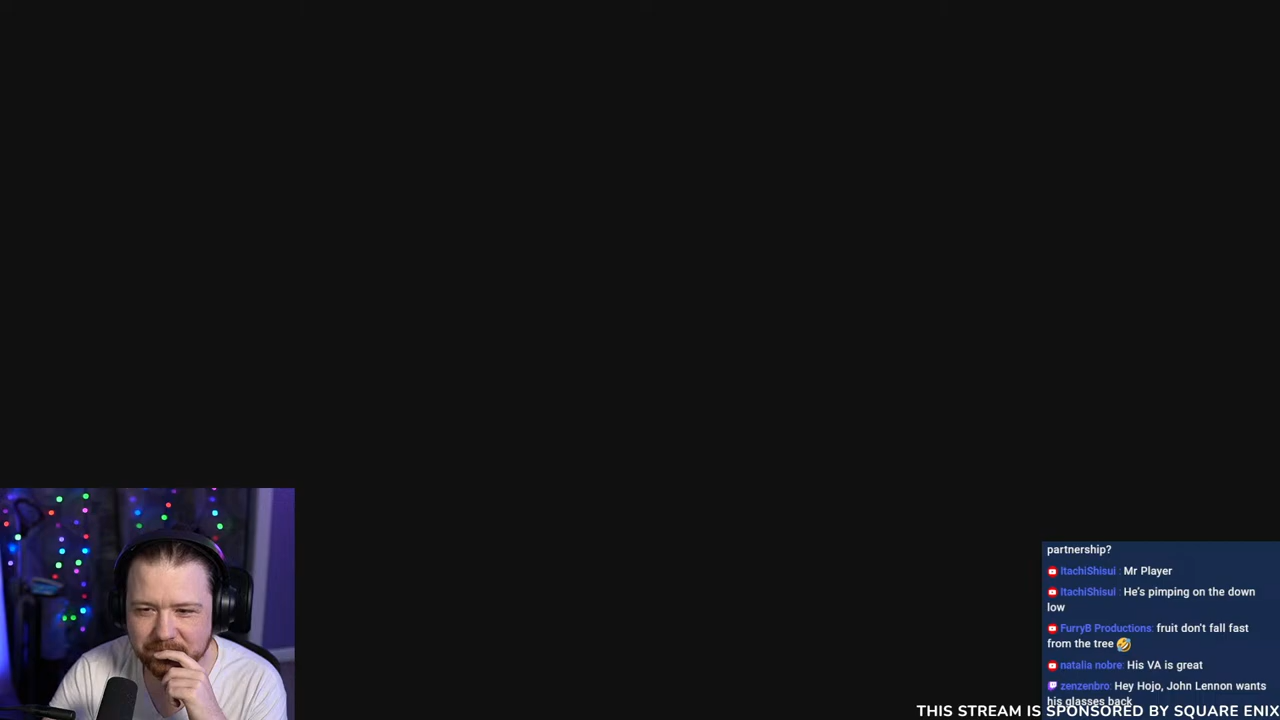 partnership?
ItachiShisui : Mr Player
ItachiShisui : He's pimping on the down
low
FurryB Productions: fruit don't fall fast
from the tree 🤣
natalia nobre: His VA is great
zenzenbro: Hey Hojo, John Lennon wants
his glasses back
THIS STREAM IS SPONSORED BY SQUARE ENIX